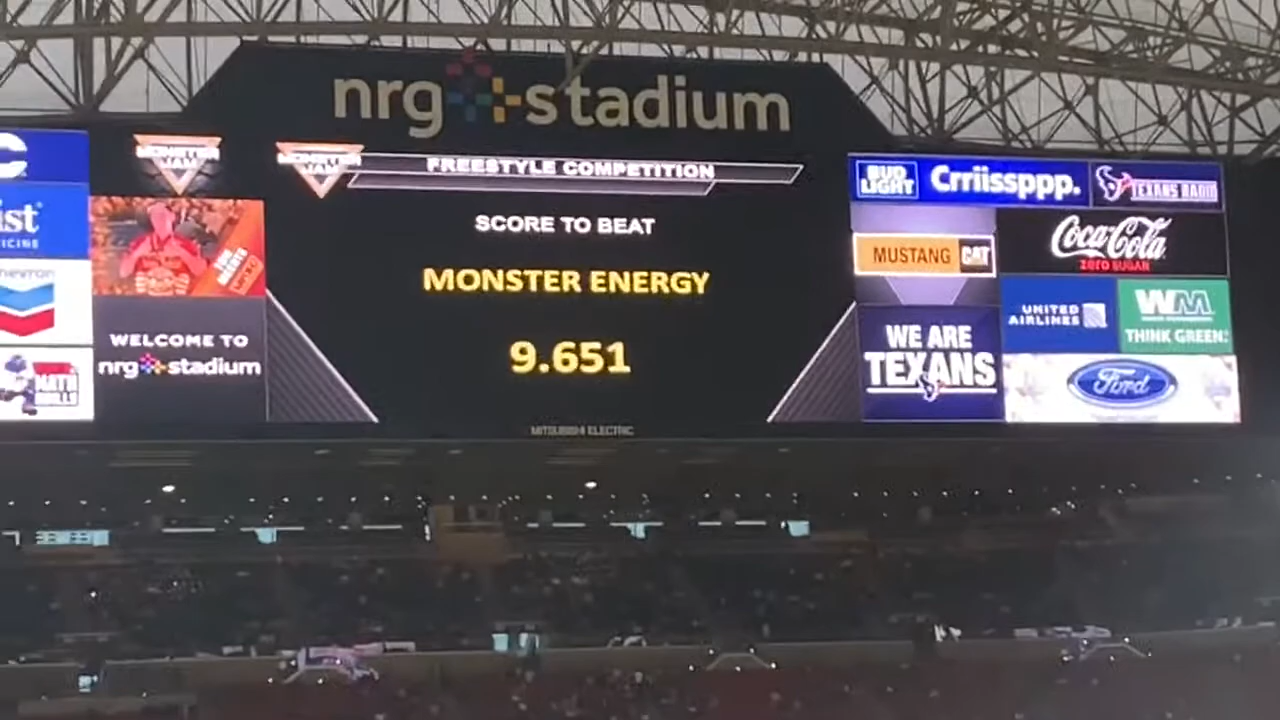 nrg stadium
MONSTER JAM
MONSTER JAM
FREESTYLE COMPETITION
SCORE TO BEAT
MONSTER ENERGY
9.651
MITSUBISHI ELECTRIC
WELCOME TO
nrg stadium
BUD LIGHT
Crriissppp.
TEXANS RADIO
MUSTANG CAT
Coca-Cola
ZERO SUGAR
WE ARE
TEXANS
UNITED
AIRLINES
WM
THINK GREEN.
Ford
MATH